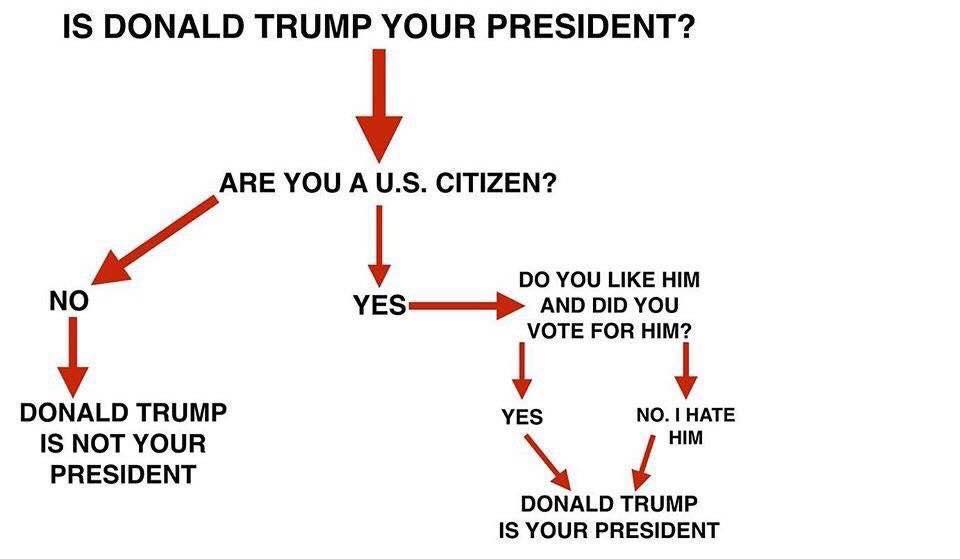 IS DONALD TRUMP YOUR PRESIDENT?
ARE YOU A U.S. CITIZEN?
NO
DONALD TRUMP
IS NOT YOUR
PRESIDENT
YES
DO YOU LIKE HIM
AND DID YOU
VOTE FOR HIM?
YES
NO. I HATE
HIM
DONALD TRUMP
IS YOUR PRESIDENT